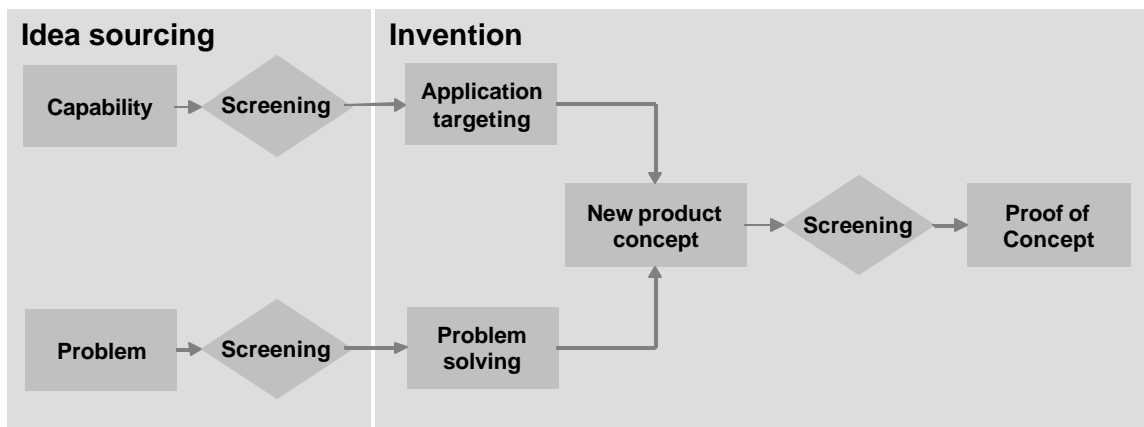 Idea sourcing
Invention
Capability
Screening
Application
targeting
New product
concept
Screening
Proof of
Concept
Problem
Screening
Problem
solving